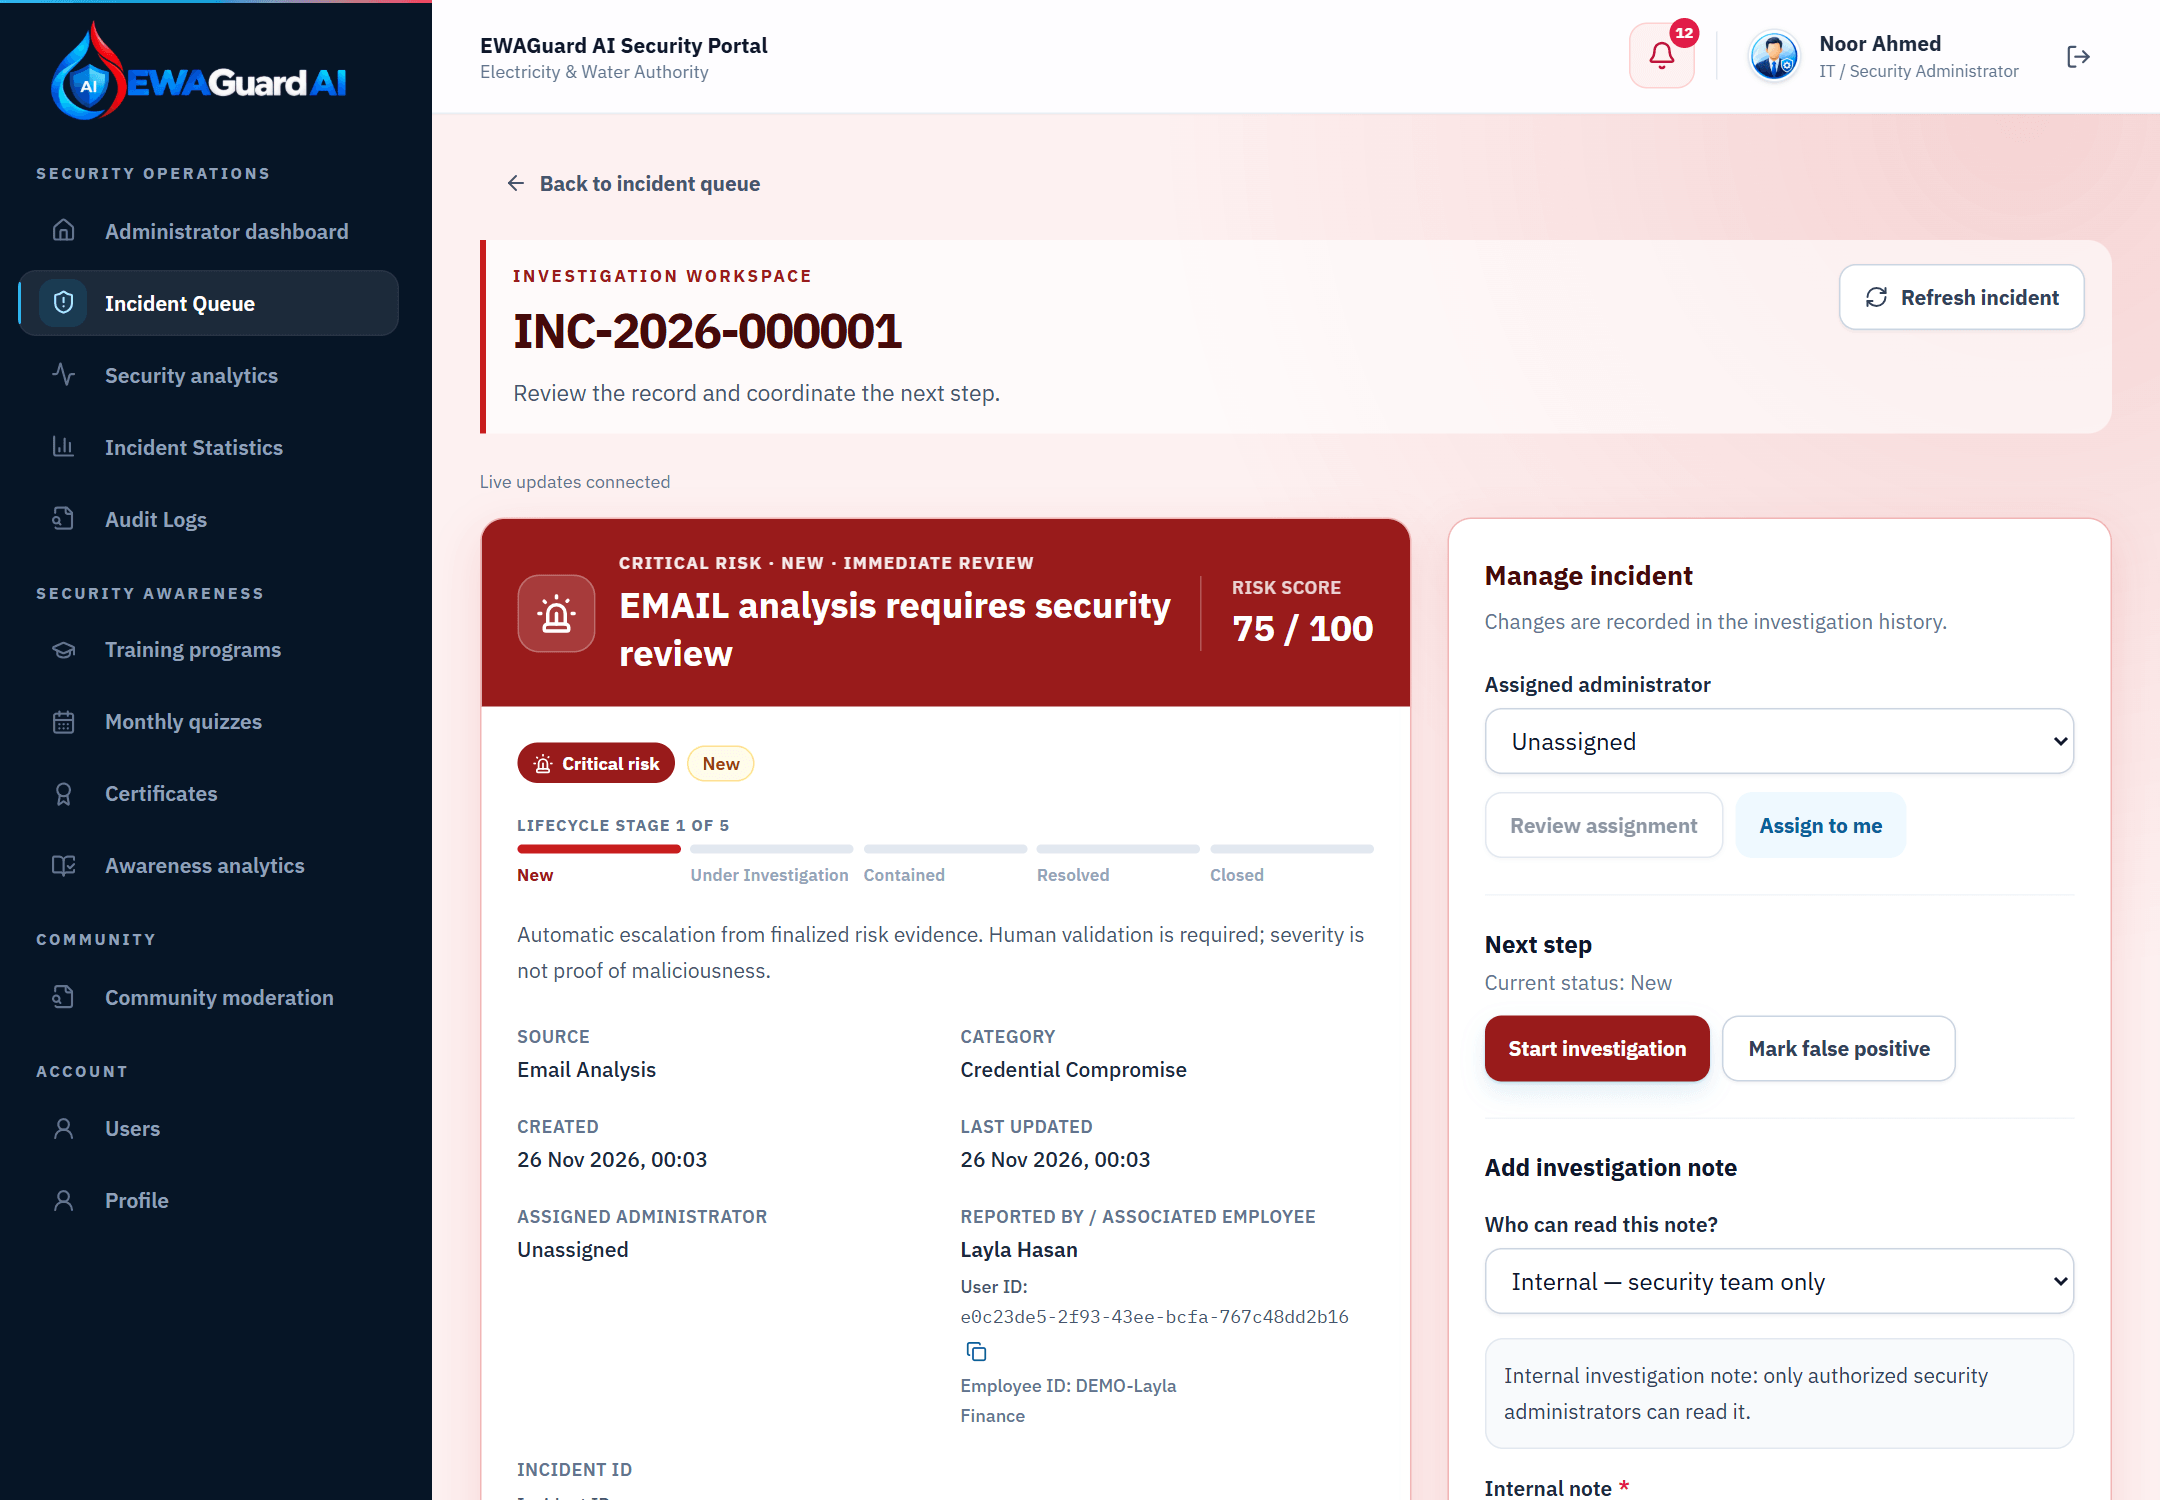 AI EWAGuard AI
SECURITY OPERATIONS
Administrator dashboard
Incident Queue
Security analytics
Incident Statistics
Audit Logs
SECURITY AWARENESS
Training programs
Monthly quizzes
Certificates
Awareness analytics
COMMUNITY
Community moderation
ACCOUNT
Users
Profile
EWAGuard AI Security Portal
Electricity & Water Authority
12
Noor Ahmed
IT / Security Administrator
Back to incident queue
INVESTIGATION WORKSPACE
INC-2026-000001
Review the record and coordinate the next step.
Refresh incident
Live updates connected
CRITICAL RISK · NEW · IMMEDIATE REVIEW
EMAIL analysis requires security
review
RISK SCORE
75 / 100
Critical risk
New
LIFECYCLE STAGE 1 OF 5
New
Under Investigation
Contained
Resolved
Closed
Automatic escalation from finalized risk evidence. Human validation is required; severity is
not proof of maliciousness.
SOURCE
Email Analysis
CATEGORY
Credential Compromise
CREATED
26 Nov 2026, 00:03
LAST UPDATED
26 Nov 2026, 00:03
ASSIGNED ADMINISTRATOR
Unassigned
REPORTED BY / ASSOCIATED EMPLOYEE
Layla Hasan
User ID:
e0c23de5-2f93-43ee-bcfa-767c48dd2b16
Employee ID: DEMO-Layla
Finance
INCIDENT ID
Manage incident
Changes are recorded in the investigation history.
Assigned administrator
Unassigned
Review assignment
Assign to me
Next step
Current status: New
Start investigation
Mark false positive
Add investigation note
Who can read this note?
Internal — security team only
Internal investigation note: only authorized security
administrators can read it.
Internal note *